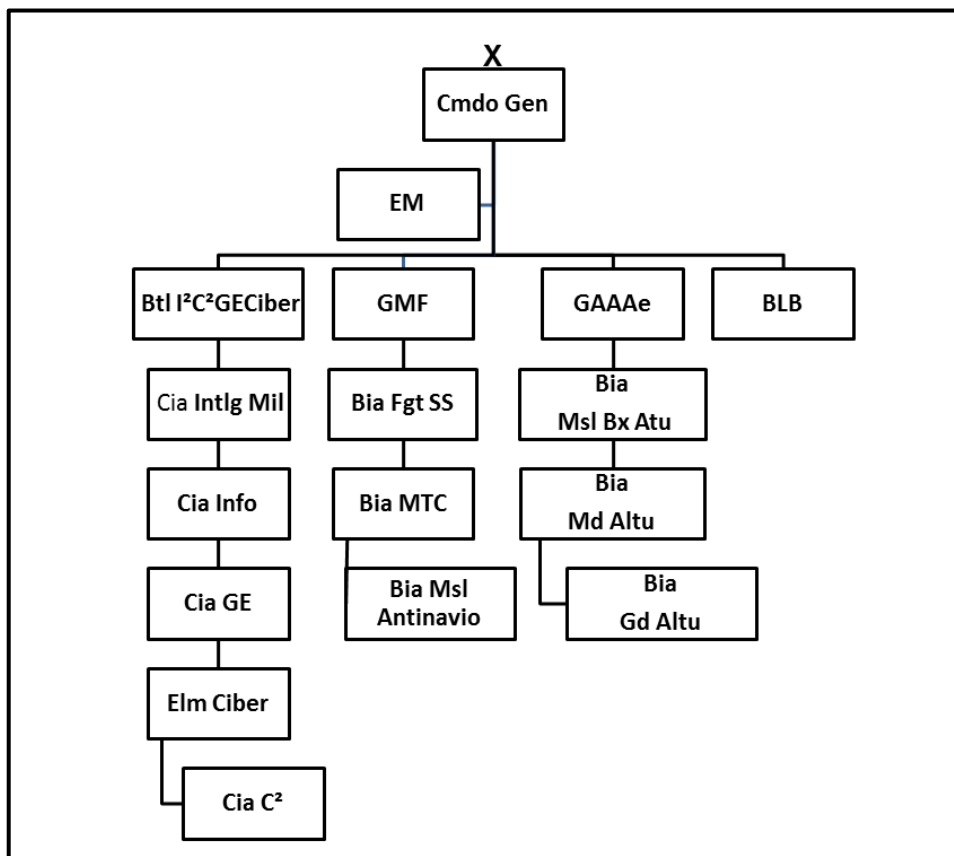 X
Cmdo Gen
EM
Btl I²C²GECiber
GMF
GAAAe
BLB
Cia Intlg Mil
Bia Fgt SS
Bia
Msl Bx Atu
Cia Info
Bia MTC
Bia
Md Altu
Cia GE
Bia Msl
Antinavio
Bia
Gd Altu
Elm Ciber
Cia C²